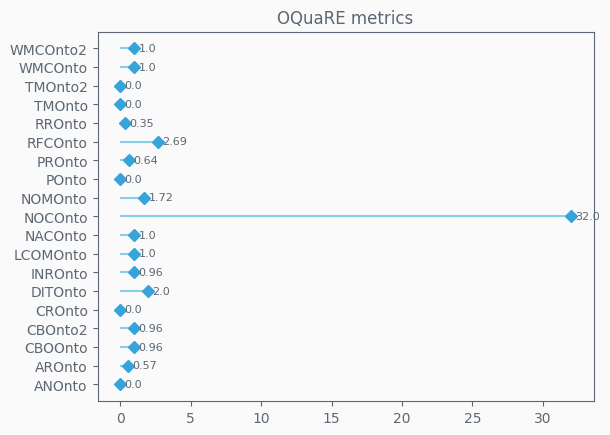 OQuaRE metrics
WMCOnto2 1.0
WMCOnto 1.0
TMOnto2 0.0
TMOnto 0.0
RROnto 0.35
RFCOnto 2.69
PROnto 0.64
POnto 0.0
NOMOnto 1.72
NOCOnto 32.0
NACOnto 1.0
LCOMOnto 1.0
INROnto 0.96
DITOnto 2.0
CROnto 0.0
CBOnto2 0.96
CBOOnto 0.96
AROnto 0.57
ANOnto 0.0
0 5 10 15 20 25 30